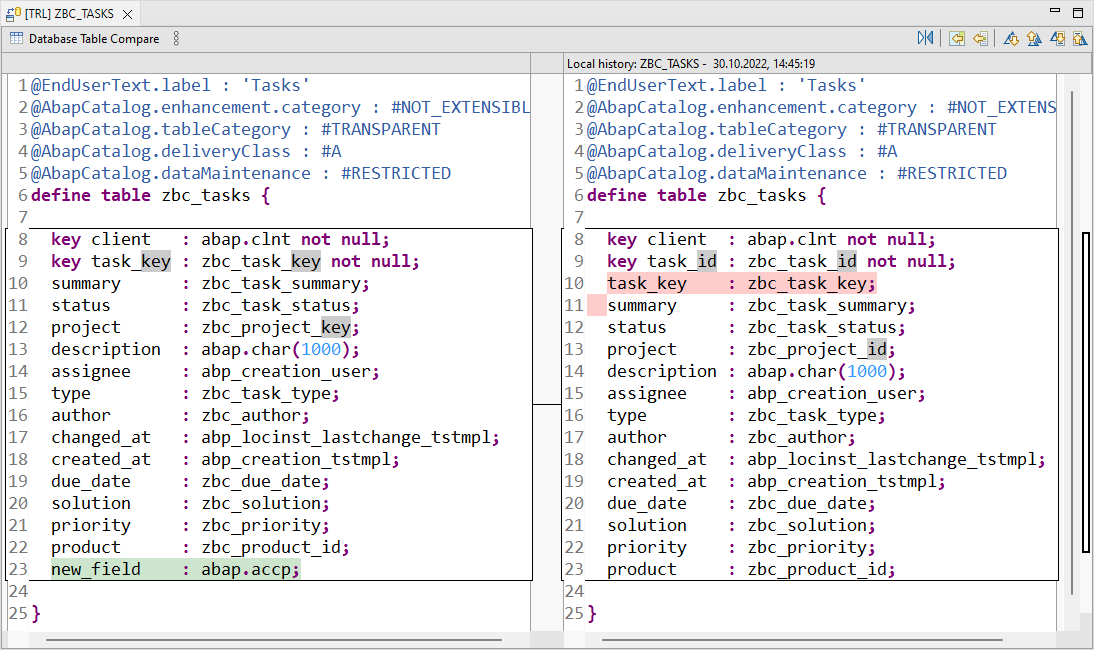 [TRL] ZBC_TASKS
Database Table Compare
Local history: ZBC_TASKS - 30.10.2022, 14:45:19
1 @EndUserText.label : 'Tasks'
2 @AbapCatalog.enhancement.category : #NOT_EXTENSIBL
3 @AbapCatalog.tableCategory : #TRANSPARENT
4 @AbapCatalog.deliveryClass : #A
5 @AbapCatalog.dataMaintenance : #RESTRICTED
6 define table zbc_tasks {
7
8 key client : abap.clnt not null;
9 key task_key : zbc_task_key not null;
10 summary : zbc_task_summary;
11 status : zbc_task_status;
12 project : zbc_project_key;
13 description : abap.char(1000);
14 assignee : abp_creation_user;
15 type : zbc_task_type;
16 author : zbc_author;
17 changed_at : abp_locinst_lastchange_tstmpl;
18 created_at : abp_creation_tstmpl;
19 due_date : zbc_due_date;
20 solution : zbc_solution;
21 priority : zbc_priority;
22 product : zbc_product_id;
23 new_field : abap.accp;
24
25 }
1 @EndUserText.label : 'Tasks'
2 @AbapCatalog.enhancement.category : #NOT_EXTENS
3 @AbapCatalog.tableCategory : #TRANSPARENT
4 @AbapCatalog.deliveryClass : #A
5 @AbapCatalog.dataMaintenance : #RESTRICTED
6 define table zbc_tasks {
7
8 key client : abap.clnt not null;
9 key task_id : zbc_task_id not null;
10 task_key : zbc_task_key;
11 summary : zbc_task_summary;
12 status : zbc_task_status;
13 project : zbc_project_id;
14 description : abap.char(1000);
15 assignee : abp_creation_user;
16 type : zbc_task_type;
17 author : zbc_author;
18 changed_at : abp_locinst_lastchange_tstmpl;
19 created_at : abp_creation_tstmpl;
20 due_date : zbc_due_date;
21 solution : zbc_solution;
22 priority : zbc_priority;
23 product : zbc_product_id;
24
25 }